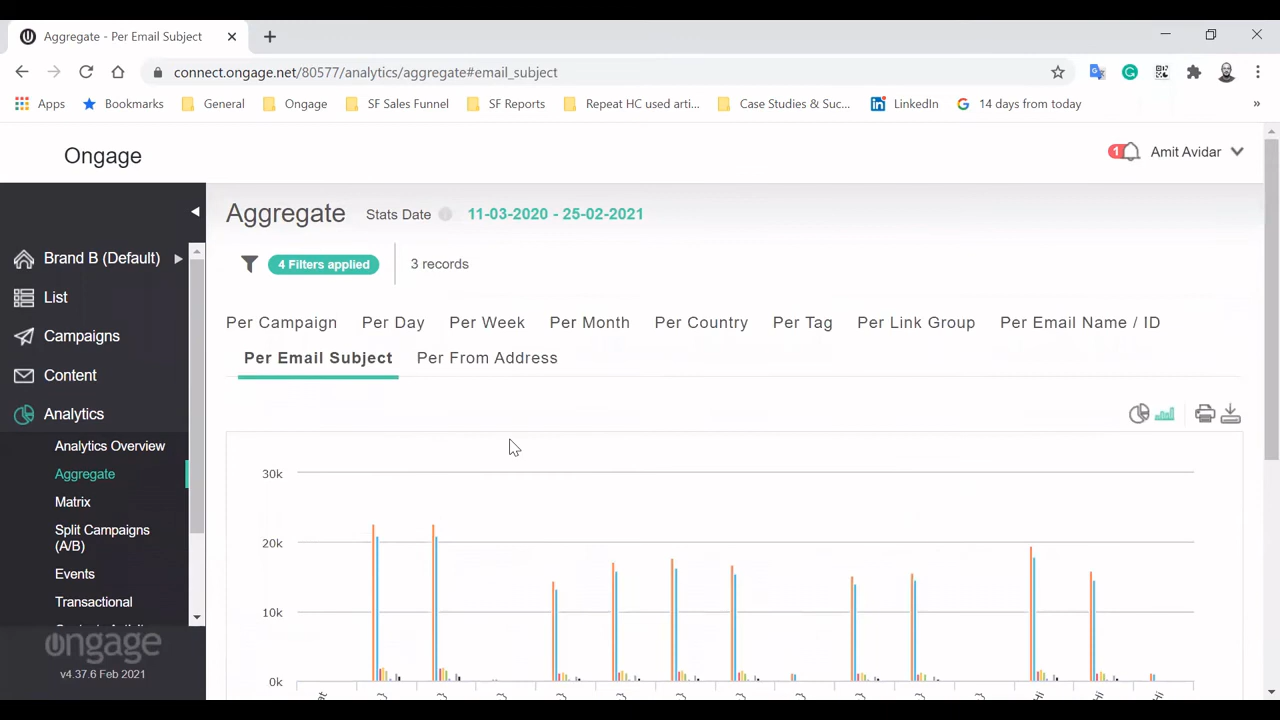 Aggregate - Per Email Subject
connect.ongage.net/80577/analytics/aggregate#email_subject
Apps Bookmarks General Ongage SF Sales Funnel SF Reports Repeat HC used arti... Case Studies & Suc... LinkedIn 14 days from today »
Ongage
1 Amit Avidar
Aggregate Stats Date 11-03-2020 - 25-02-2021
4 Filters applied 3 records
Per Campaign Per Day Per Week Per Month Per Country Per Tag Per Link Group Per Email Name / ID
Per Email Subject Per From Address
Brand B (Default)
List
Campaigns
Content
Analytics
Analytics Overview
Aggregate
Matrix
Split Campaigns
(A/B)
Events
Transactional
ongage
v4.37.6 Feb 2021
30k
20k
10k
0k